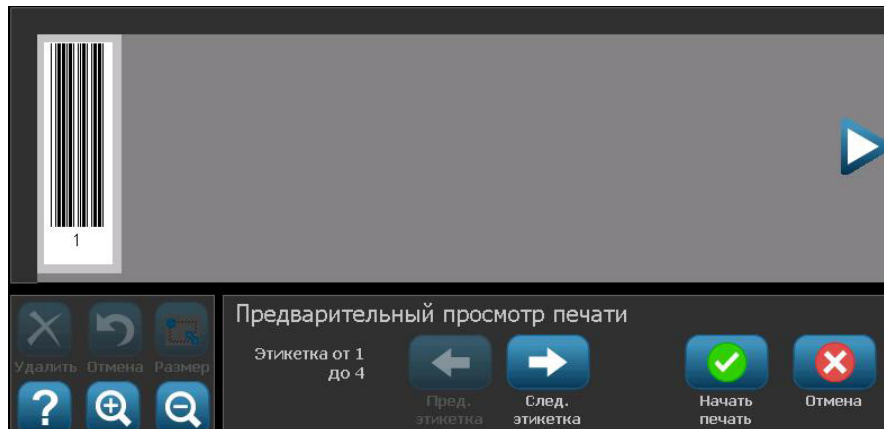 1
Удалить Отмена Размер
?
Предварительный просмотр печати
Этикетка от 1
до 4
Пред.
этикетка
След.
этикетка
Начать
печать
Отмена